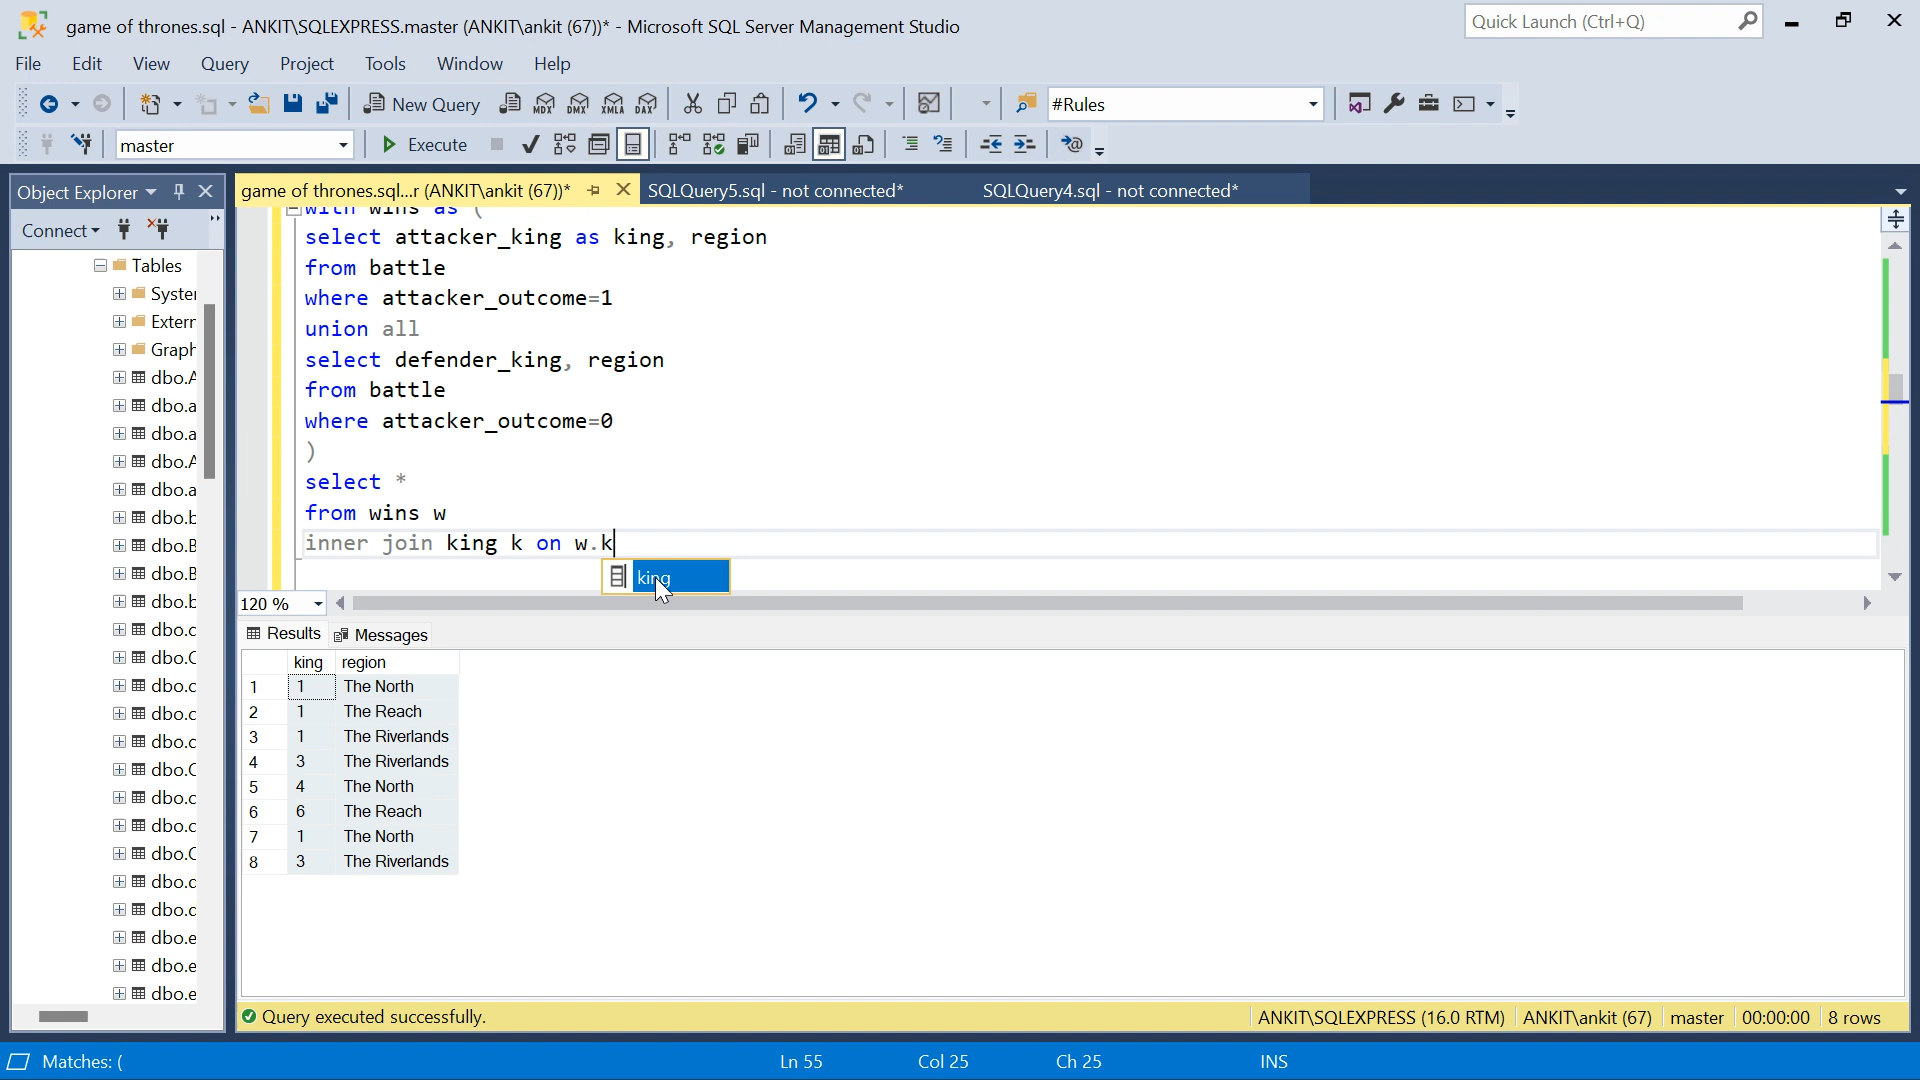 game of thrones.sql - ANKIT\SQLEXPRESS.master (ANKIT\ankit (67))* - Microsoft SQL Server Management Studio
Quick Launch (Ctrl+Q)
File Edit View Query Project Tools Window Help
New Query MDX DMX XMLA DAX #Rules
master Execute
Object Explorer game of thrones.sql...r (ANKIT\ankit (67))* SQLQuery5.sql - not connected* SQLQuery4.sql - not connected*
Connect
Tables
Syster
Extern
Graph
dbo.A
dbo.a
dbo.a
dbo.A
dbo.a
dbo.b
dbo.B
dbo.B
dbo.b
dbo.c
dbo.C
dbo.c
dbo.c
dbo.c
dbo.C
dbo.c
dbo.c
dbo.C
dbo.d
dbo.d
dbo.e
dbo.e
dbo.e
with wins as (
select attacker_king as king, region
from battle
where attacker_outcome=1
union all
select defender_king, region
from battle
where attacker_outcome=0
)
select *
from wins w
inner join king k on w.k
king
120 %
Results Messages
king region
1 1 The North
2 1 The Reach
3 1 The Riverlands
4 3 The Riverlands
5 4 The North
6 6 The Reach
7 1 The North
8 3 The Riverlands
Query executed successfully. ANKIT\SQLEXPRESS (16.0 RTM) ANKIT\ankit (67) master 00:00:00 8 rows
Matches: ( Ln 55 Col 25 Ch 25 INS